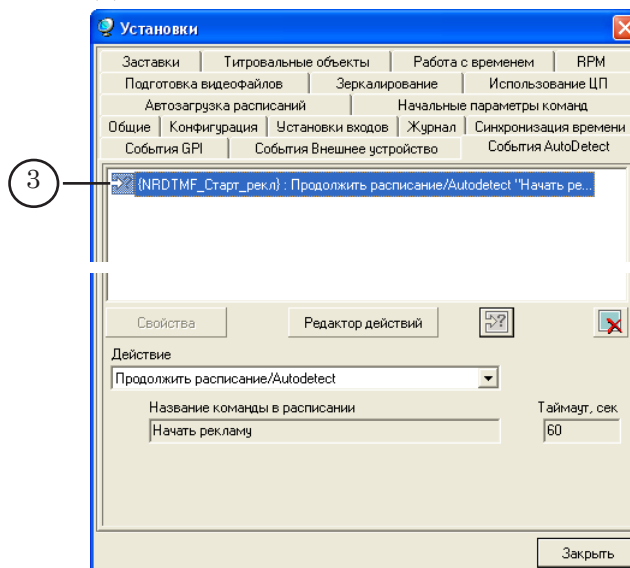 Установки
Заставки Титровальные объекты Работа с временем RPM
Подготовка видеофайлов Зеркалирование Использование ЦП
Автозагрузка расписаний Начальные параметры команд
Общие Конфигурация Установки входов Журнал Синхронизация времени
События GPI События Внешнее устройство События AutoDetect
3 {NRDTMF_Старт_рекл} : Продолжить расписание/Autodetect "Начать ре...
Свойства Редактор действий ?
Действие
Продолжить расписание/Autodetect
Название команды в расписании Таймаут, сек
Начать рекламу 60
Закрыть